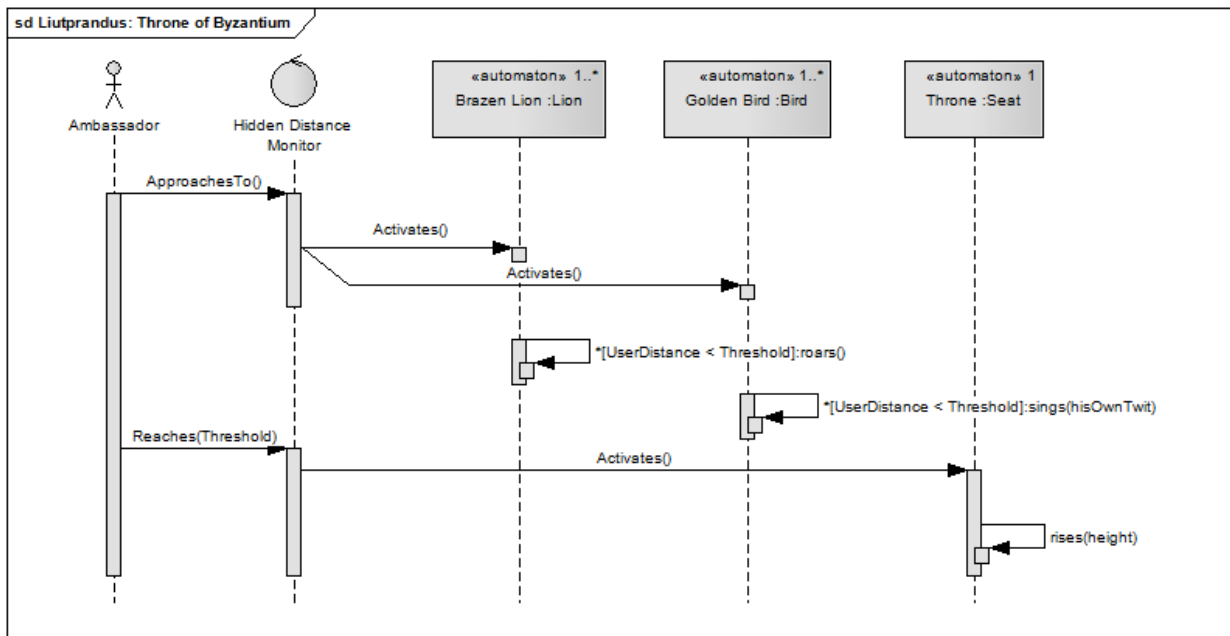 sd Liutprandus: Throne of Byzantium
Ambassador
Hidden Distance
Monitor
«automaton» 1..*
Brazen Lion :Lion
«automaton» 1..*
Golden Bird :Bird
«automaton» 1
Throne :Seat
ApproachesTo()
Activates()
Activates()
*[UserDistance < Threshold]:roars()
*[UserDistance < Threshold]:sings(hisOwnTwit)
Reaches(Threshold)
Activates()
rises(height)